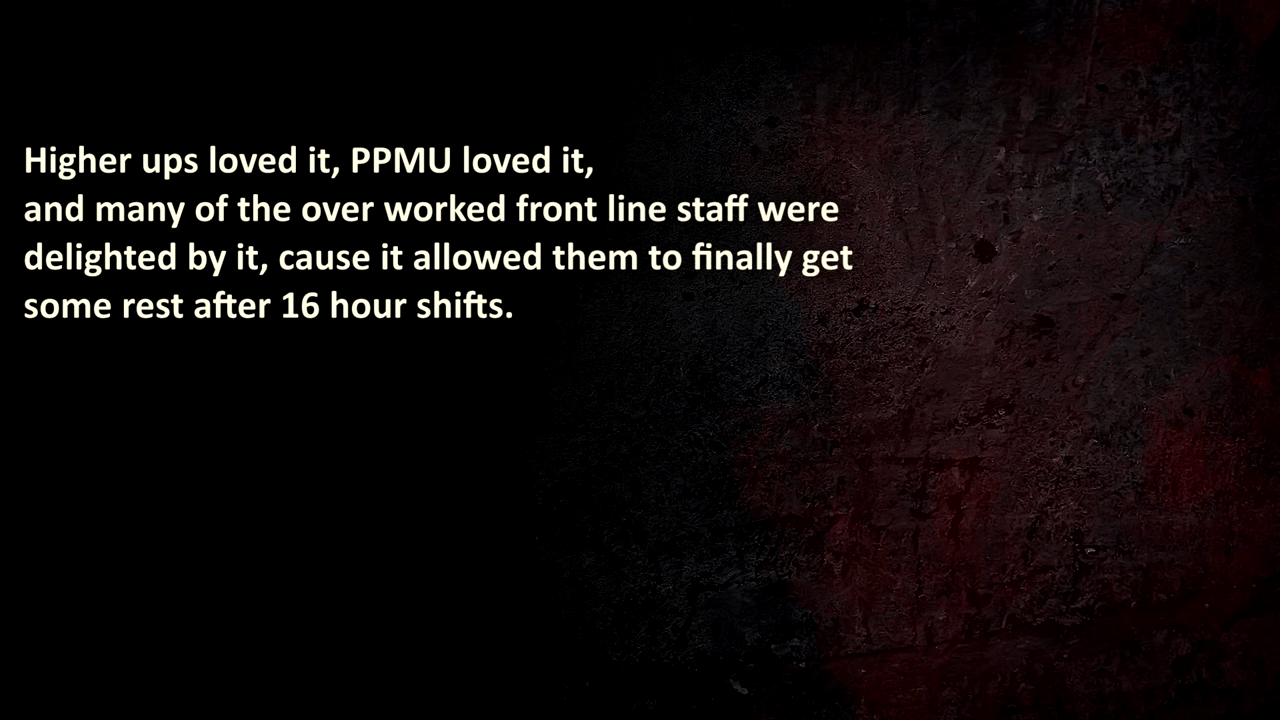 Higher ups loved it, PPMU loved it,
and many of the over worked front line staff were
delighted by it, cause it allowed them to finally get
some rest after 16 hour shifts.